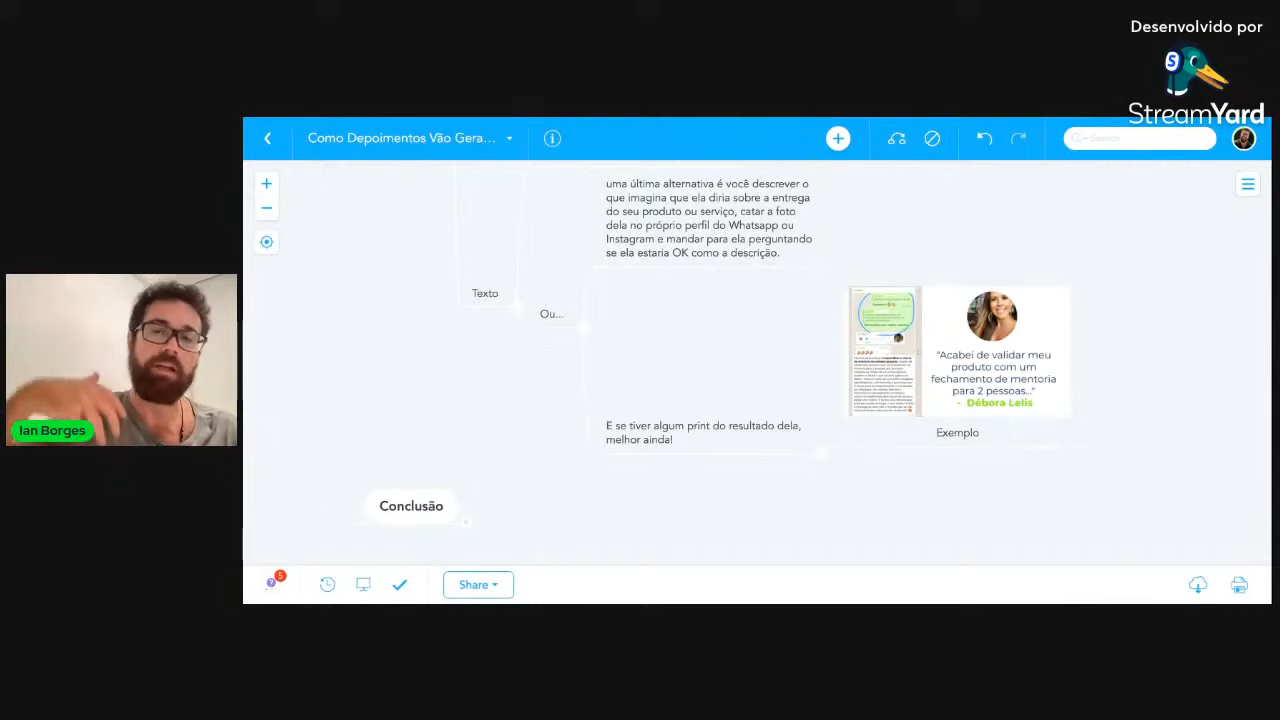 Desenvolvido por
StreamYard
Como Depoimentos Vão Gera...
Search
uma última alternativa é você descrever o
que imagina que ela diria sobre a entrega
do seu produto ou serviço, catar a foto
dela no próprio perfil do Whatsapp ou
Instagram e mandar para ela perguntando
se ela estaria OK como a descrição.
Texto
Ou...
"Acabei de validar meu
produto com um
fechamento de mentoria
para 2 pessoas..."
- Débora Lelis
Exemplo
E se tiver algum print do resultado dela,
melhor ainda!
Ian Borges
Conclusão
5
Share